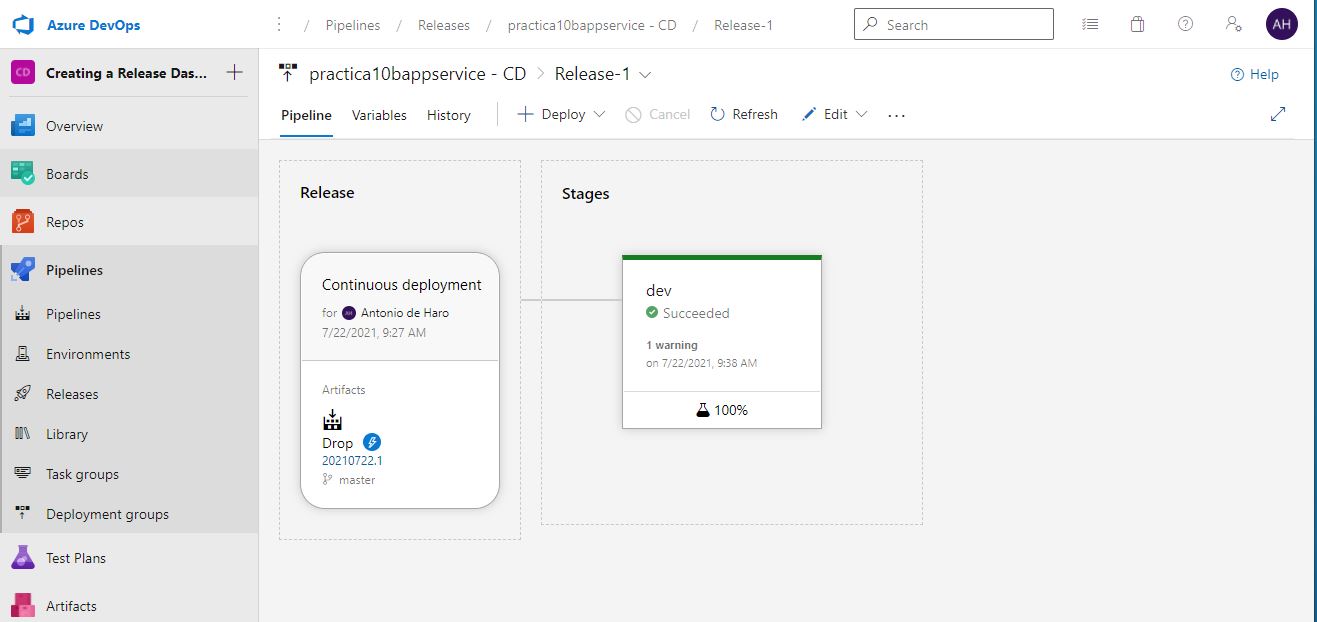 Azure DevOps
/ Pipelines / Releases / practica10bappservice - CD / Release-1
Search
AH
CD Creating a Release Das...
practica10bappservice - CD > Release-1
Help
Pipeline Variables History Deploy Cancel Refresh Edit ...
Overview
Boards
Repos
Pipelines
Pipelines
Environments
Releases
Library
Task groups
Deployment groups
Test Plans
Artifacts
Release
Continuous deployment
for AH Antonio de Haro
7/22/2021, 9:27 AM
Artifacts
Drop
20210722.1
master
Stages
dev
Succeeded
1 warning
on 7/22/2021, 9:38 AM
100%